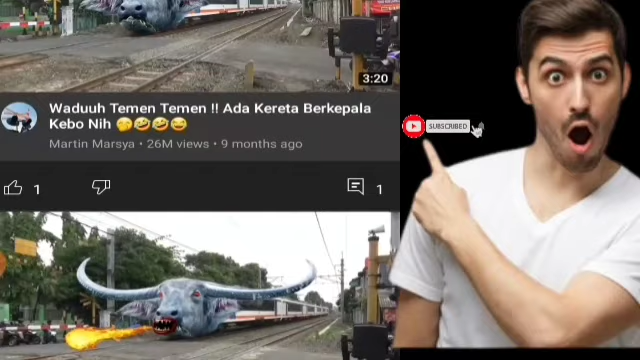 3:20
Waduuh Temen Temen !! Ada Kereta Berkepala
Kebo Nih 🤭🤣🤣😂
Martin Marsya • 26M views • 9 months ago
1
1
SUBSCRIBED